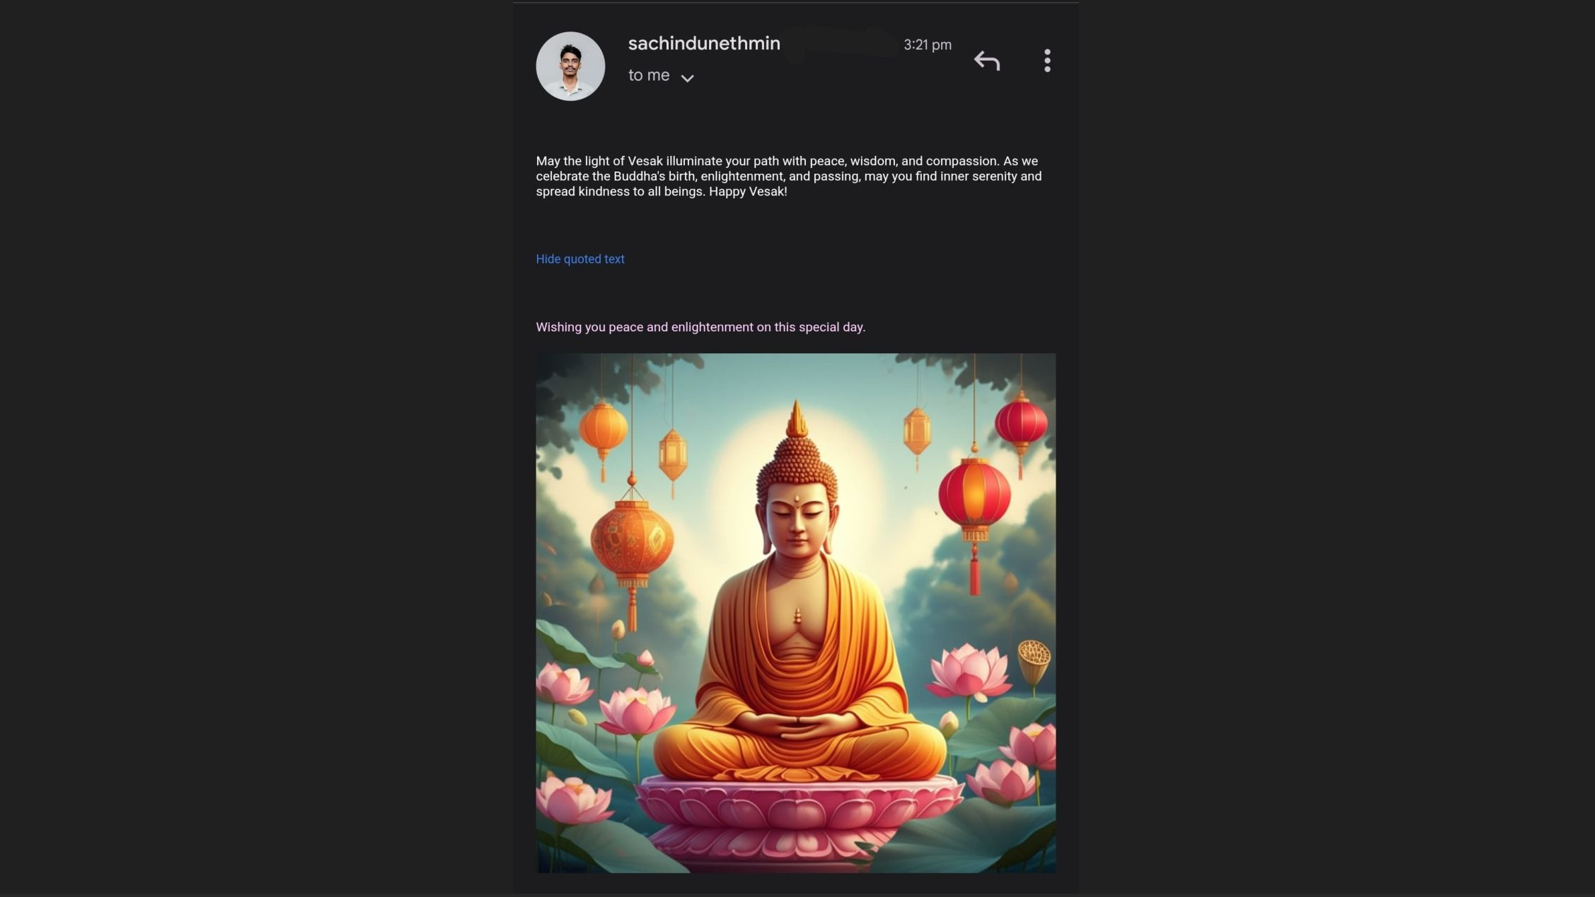 sachindunethmin
3:21 pm
to me
May the light of Vesak illuminate your path with peace, wisdom, and compassion. As we
celebrate the Buddha's birth, enlightenment, and passing, may you find inner serenity and
spread kindness to all beings. Happy Vesak!
Hide quoted text
Wishing you peace and enlightenment on this special day.